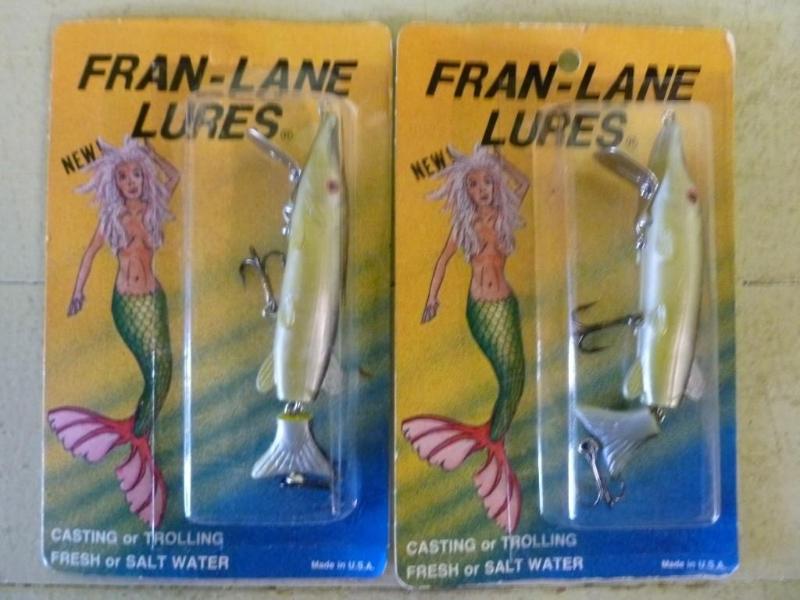 FRAN-LANE
LURES®
NEW!
CASTING or TROLLING
FRESH or SALT WATER
Made in U.S.A.
FRAN-LANE
LURES®
NEW!
CASTING or TROLLING
FRESH or SALT WATER
Made in U.S.A.